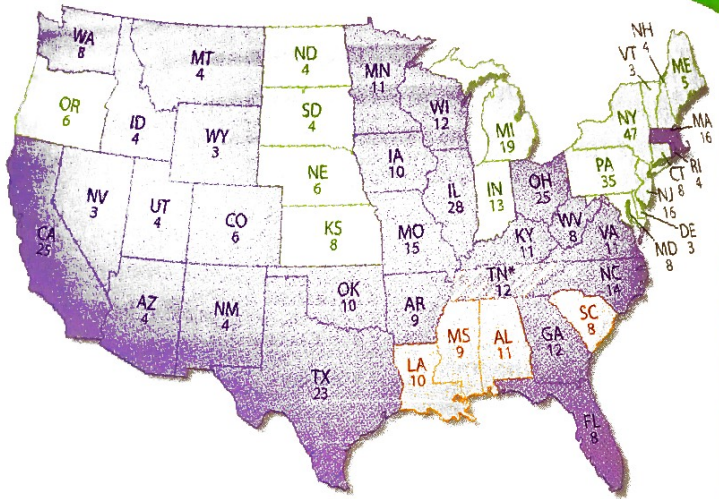 WA
8
MT
4
ND
4
MN
11
NH
4
VT
3
ME
5
OR
6
ID
4
WY
3
SD
4
WI
12
MI
19
NY
47
MA
16
RI
4
CT
8
NJ
16
DE
3
MD
8
PA
35
NE
6
IA
10
IL
28
IN
13
OH
25
WV
8
VA
11
NV
3
UT
4
CO
6
KS
8
MO
15
KY
11
CA
25
AZ
4
NM
4
OK
10
AR
9
TN*
12
NC
14
SC
8
TX
23
LA
10
MS
9
AL
11
GA
12
FL
8